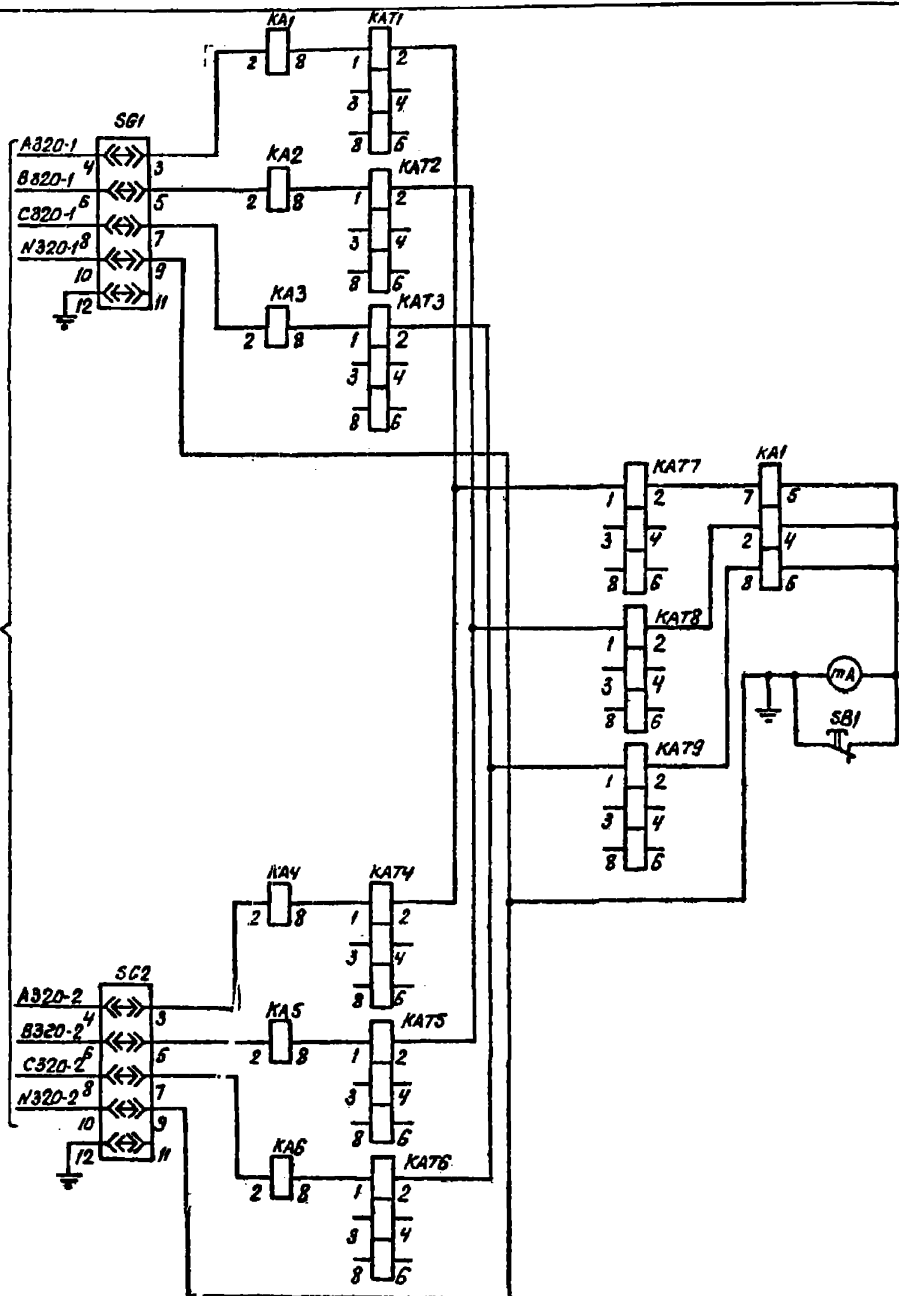 KA1 KAT1
2 8 1 2
3 4
8 6
SG1
A320-1
4 3
KA2 KAT2
B320-1
6 5 2 8 1 2
C320-1
8 7 3 4
N320-1
10 9 8 6
12 11
KA3 KAT3
2 8 1 2
3 4
8 6
KAT7 KA1
1 2 7 5
3 4 2 4
8 6 8 6
KAT8
1 2
3 4
8 6
mA
SB1
KAT9
1 2
3 4
8 6
KA4 KAT4
2 8 1 2
3 4
8 6
SG2
A320-2
4 3
KA5 KAT5
B320-2
6 5 2 8 1 2
C320-2
8 7 3 4
N320-2
10 9 8 6
12 11
KA6 KAT6
2 8 1 2
3 4
8 6